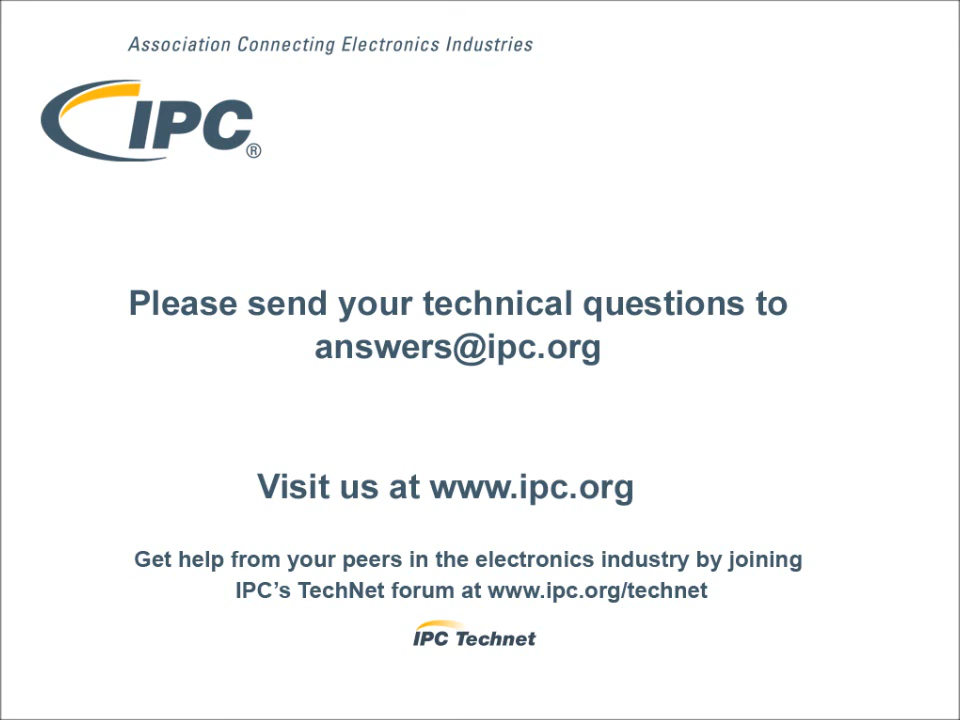 Association Connecting Electronics Industries
IPC®
Please send your technical questions to
answers@ipc.org
Visit us at www.ipc.org
Get help from your peers in the electronics industry by joining
IPC’s TechNet forum at www.ipc.org/technet
IPC Technet